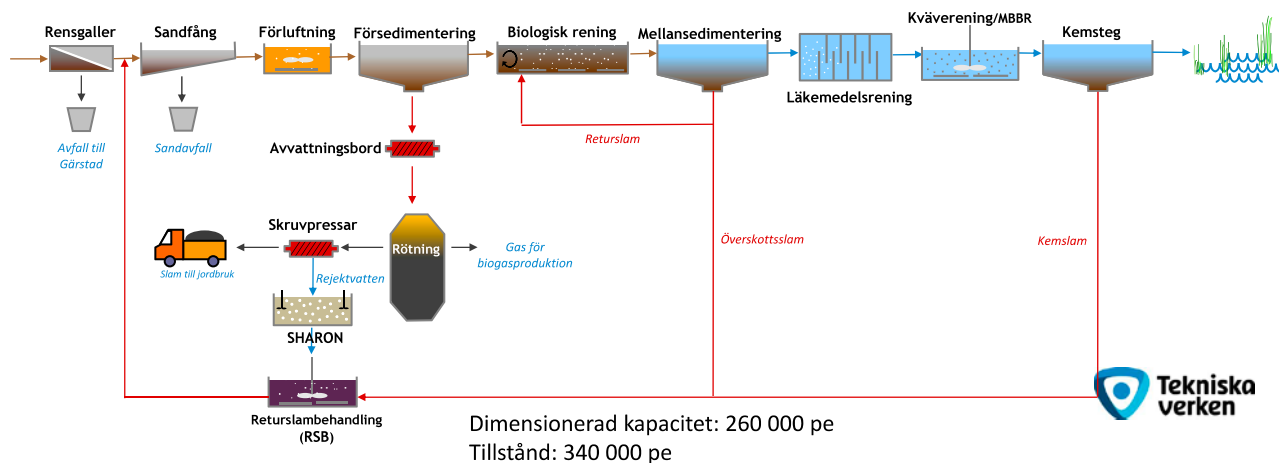 Rensgaller
Sandfång
Förluftning
Försedimentering
Biologisk rening
Mellansedimentering
Kväverening/MBBR
Kemsteg
Läkemedelsrening
Avfall till
Gärstad
Sandavfall
Returslam
Avvattningsbord
Skruvpressar
Rötning
Slam till jordbruk
Rejektvatten
Gas för
biogasproduktion
Överskottsslam
Kemslam
SHARON
Returslambehandling
(RSB)
Dimensionerad kapacitet: 260 000 pe
Tillstånd: 340 000 pe
Tekniska
verken